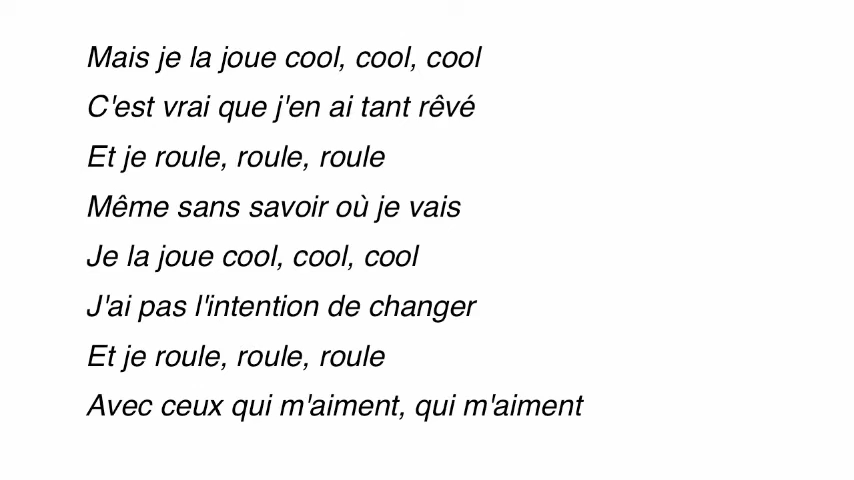 Mais je la joue cool, cool, cool
C'est vrai que j'en ai tant rêvé
Et je roule, roule, roule
Même sans savoir où je vais
Je la joue cool, cool, cool
J'ai pas l'intention de changer
Et je roule, roule, roule
Avec ceux qui m'aiment, qui m'aiment